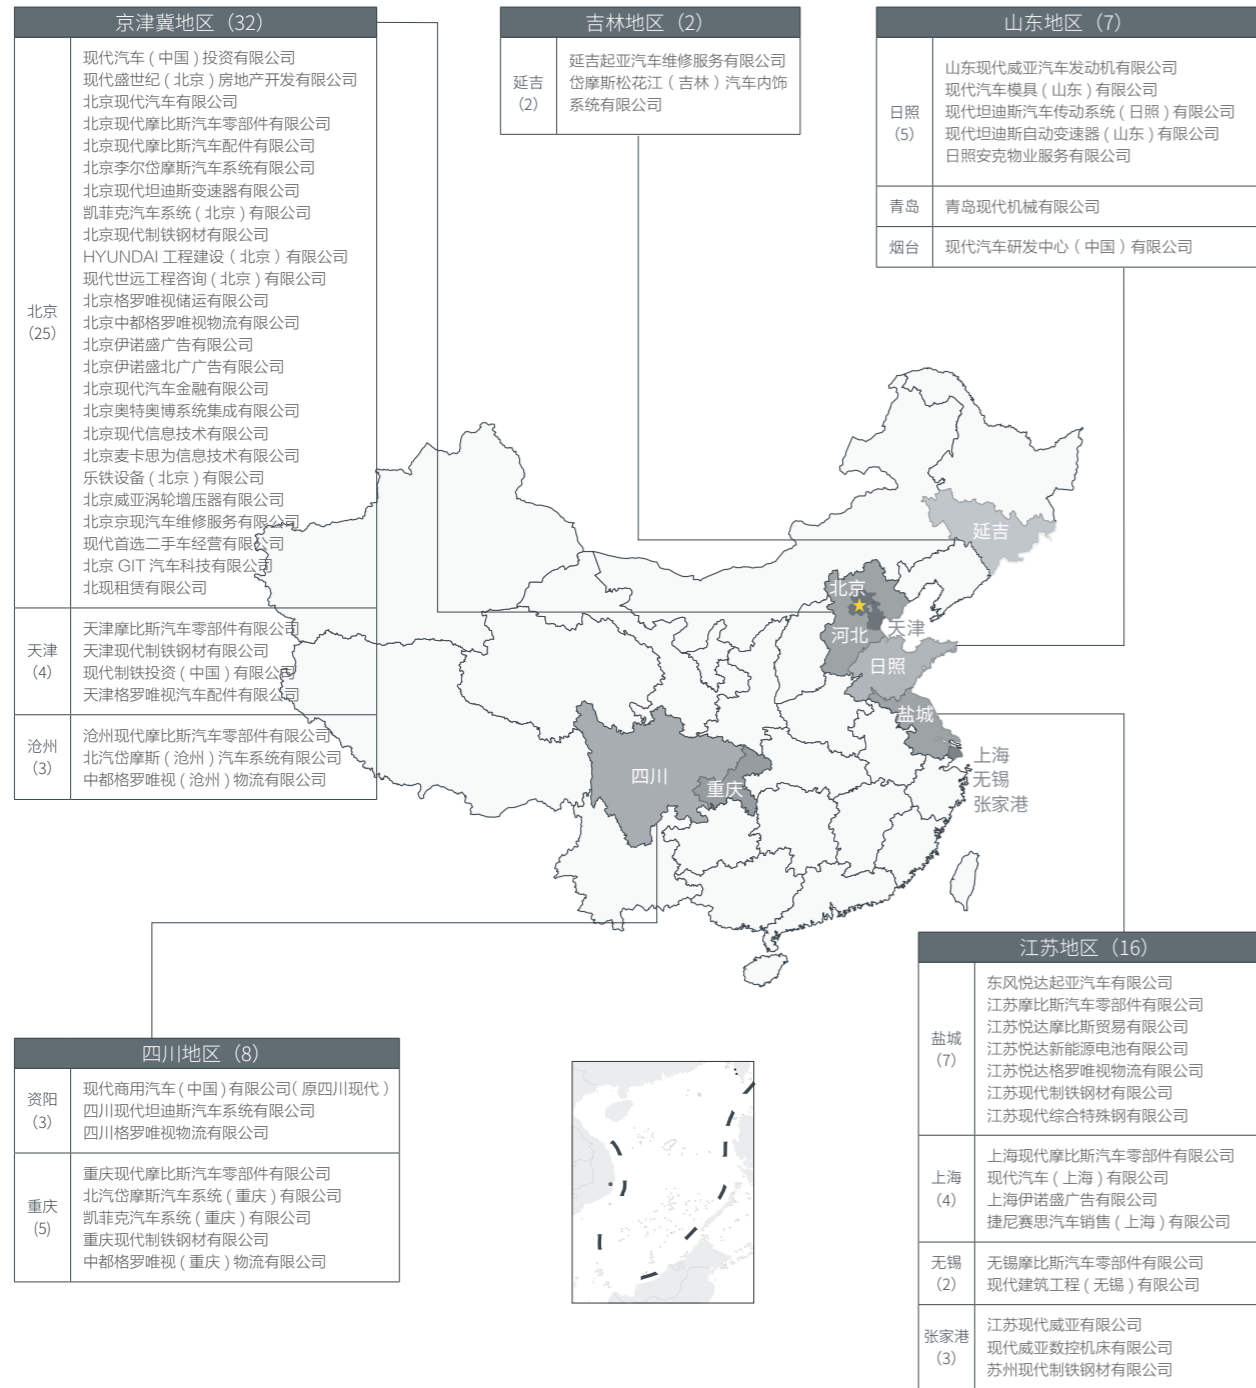 京津冀地区（32）
北京
（25）
现代汽车（中国）投资有限公司
现代盛世纪（北京）房地产开发有限公司
北京现代汽车有限公司
北京现代摩比斯汽车零部件有限公司
北京现代摩比斯汽车配件有限公司
北京李尔岱摩斯汽车系统有限公司
北京现代坦迪斯变速器有限公司
凯菲克汽车系统（北京）有限公司
北京现代制铁钢材有限公司
HYUNDAI 工程建设（北京）有限公司
现代世远工程咨询（北京）有限公司
北京格罗唯视储运有限公司
北京中都格罗唯视物流有限公司
北京伊诺盛广告有限公司
北京伊诺盛北广广告有限公司
北京现代汽车金融有限公司
北京奥特奥博系统集成有限公司
北京现代信息技术有限公司
北京麦卡思为信息技术有限公司
乐铁设备（北京）有限公司
北京威亚涡轮增压器有限公司
北京京现汽车维修服务有限公司
现代首选二手车经营有限公司
北京 GIT 汽车科技有限公司
北现租赁有限公司
天津
（4）
天津摩比斯汽车零部件有限公司
天津现代制铁钢材有限公司
现代制铁投资（中国）有限公司
天津格罗唯视汽车配件有限公司
沧州
（3）
沧州现代摩比斯汽车零部件有限公司
北汽岱摩斯（沧州）汽车系统有限公司
中都格罗唯视（沧州）物流有限公司
吉林地区（2）
延吉
（2）
延吉起亚汽车维修服务有限公司
岱摩斯松花江（吉林）汽车内饰
系统有限公司
山东地区（7）
日照
（5）
山东现代威亚汽车发动机有限公司
现代汽车模具（山东）有限公司
现代坦迪斯汽车传动系统（日照）有限公司
现代坦迪斯自动变速器（山东）有限公司
日照安克物业服务有限公司
青岛
青岛现代机械有限公司
烟台
现代汽车研发中心（中国）有限公司
延吉
北京
天津
河北
日照
盐城
四川
重庆
上海
无锡
张家港
四川地区（8）
资阳
（3）
现代商用汽车（中国）有限公司（原四川现代）
四川现代坦迪斯汽车系统有限公司
四川格罗唯视物流有限公司
重庆
（5）
重庆现代摩比斯汽车零部件有限公司
北汽岱摩斯汽车系统（重庆）有限公司
凯菲克汽车系统（重庆）有限公司
重庆现代制铁钢材有限公司
中都格罗唯视（重庆）物流有限公司
江苏地区（16）
盐城
（7）
东风悦达起亚汽车有限公司
江苏摩比斯汽车零部件有限公司
江苏悦达摩比斯贸易有限公司
江苏悦达新能源电池有限公司
江苏悦达格罗唯视物流有限公司
江苏现代制铁钢材有限公司
江苏现代综合特殊钢有限公司
上海
（4）
上海现代摩比斯汽车零部件有限公司
现代汽车（上海）有限公司
上海伊诺盛广告有限公司
捷尼赛思汽车销售（上海）有限公司
无锡
（2）
无锡摩比斯汽车零部件有限公司
现代建筑工程（无锡）有限公司
张家港
（3）
江苏现代威亚有限公司
现代威亚数控机床有限公司
苏州现代制铁钢材有限公司